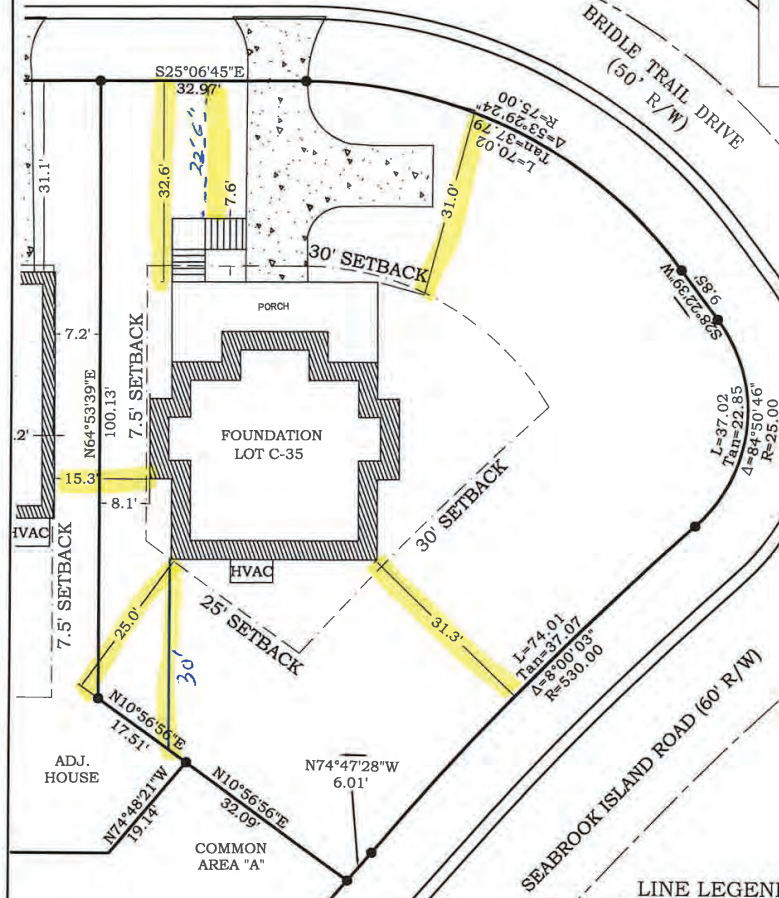 BRIDLE TRAIL DRIVE
(50' R/W)
S25°06'45"E
32.97'
L=70.02
Tan=37.79
Δ=53°29'24"
R=75.00
31.1'
32.6'
22'6"
7.6'
31.0'
30' SETBACK
S28°22'39"W
9.85'
PORCH
7.2'
7.5' SETBACK
N64°53'39"E
100.13'
FOUNDATION
LOT C-35
L=37.02
Tan=22.85
Δ=84°50'46"
R=25.00
.2'
15.3'
8.1'
30' SETBACK
HVAC
HVAC
7.5' SETBACK
25.0'
30'
25' SETBACK
31.3'
L=74.01
Tan=37.07
Δ=8°00'03"
R=530.00
N10°56'56"E
17.51'
ADJ.
HOUSE
N74°48'21"W
19.14'
N10°56'56"E
32.09'
N74°47'28"W
6.01'
COMMON
AREA "A"
SEABROOK ISLAND ROAD (60' R/W)
LINE LEGEND